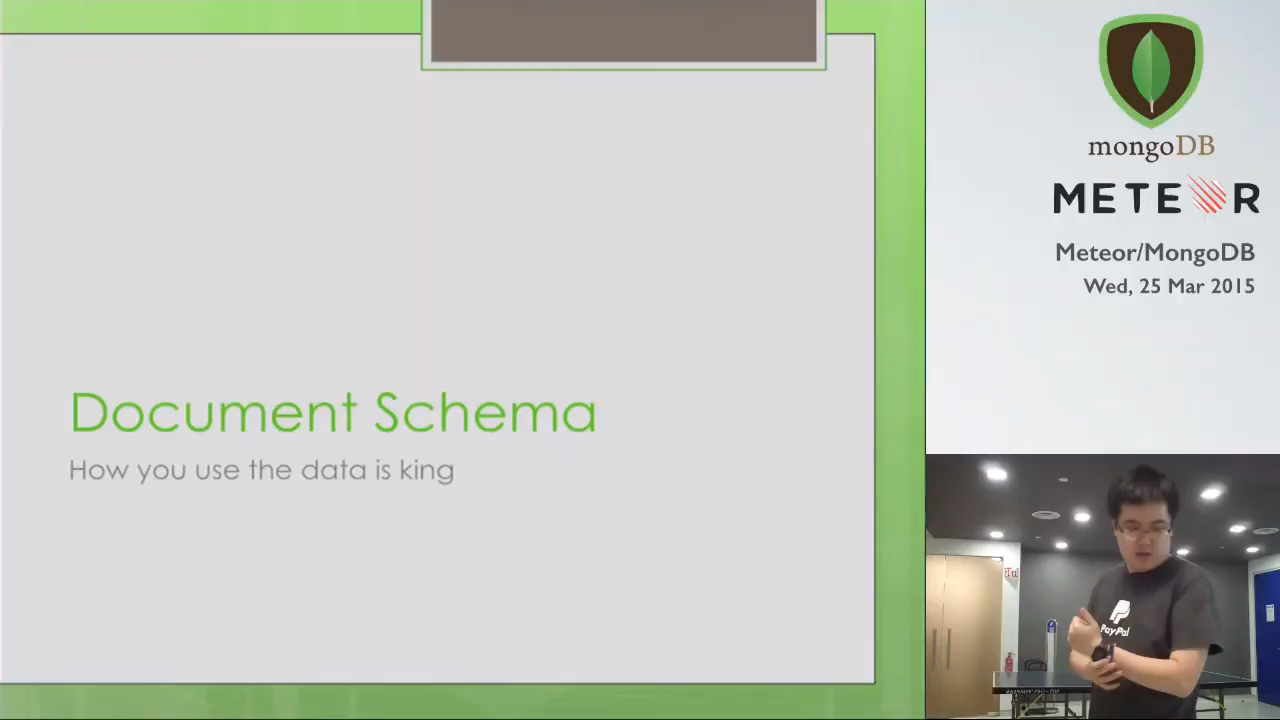 Document Schema
How you use the data is king
mongoDB
METEOR
Meteor/MongoDB
Wed, 25 Mar 2015
PayPal